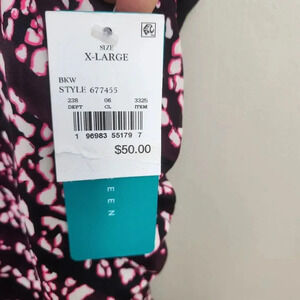 SIZE
X-LARGE
BKW
STYLE 677455
238 06 3325
DEPT CL ITEM
1 96983 55179 7
$50.00
EEN